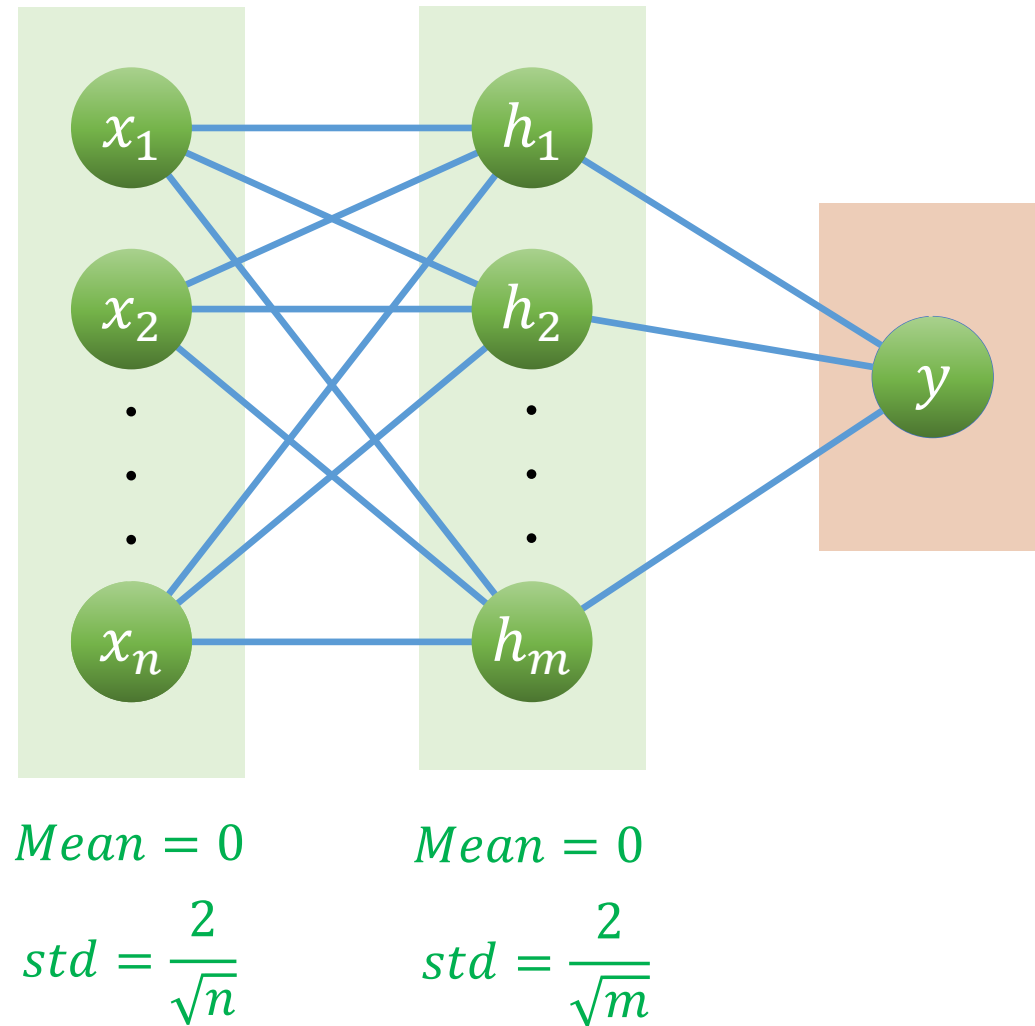 x₁ h₁
x₂ h₂
y
xₙ hₘ
Mean = 0 Mean = 0
std = 2/√n std = 2/√m